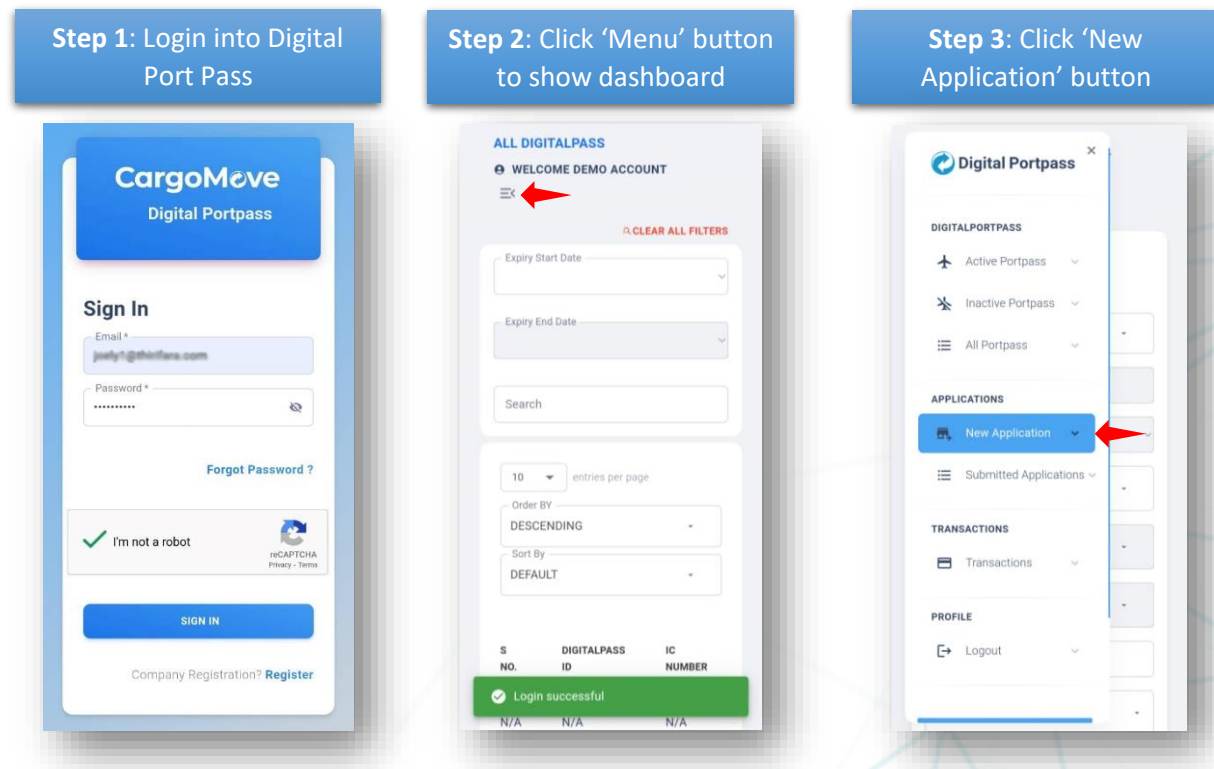 Step 1: Login into Digital
Port Pass
CargoMove
Digital Portpass
Sign In
Email *
Password *
Forgot Password ?
I'm not a robot
reCAPTCHA
Privacy - Terms
SIGN IN
Company Registration? Register
Step 2: Click ‘Menu’ button
to show dashboard
ALL DIGITALPASS
WELCOME DEMO ACCOUNT
CLEAR ALL FILTERS
Expiry Start Date
Expiry End Date
Search
10 entries per page
Order BY
DESCENDING
Sort By
DEFAULT
S DIGITALPASS IC
NO. ID NUMBER
Login successful
N/A N/A N/A
Step 3: Click ‘New
Application’ button
Digital Portpass
DIGITALPORTPASS
Active Portpass
Inactive Portpass
All Portpass
APPLICATIONS
New Application
Submitted Applications
TRANSACTIONS
Transactions
PROFILE
Logout